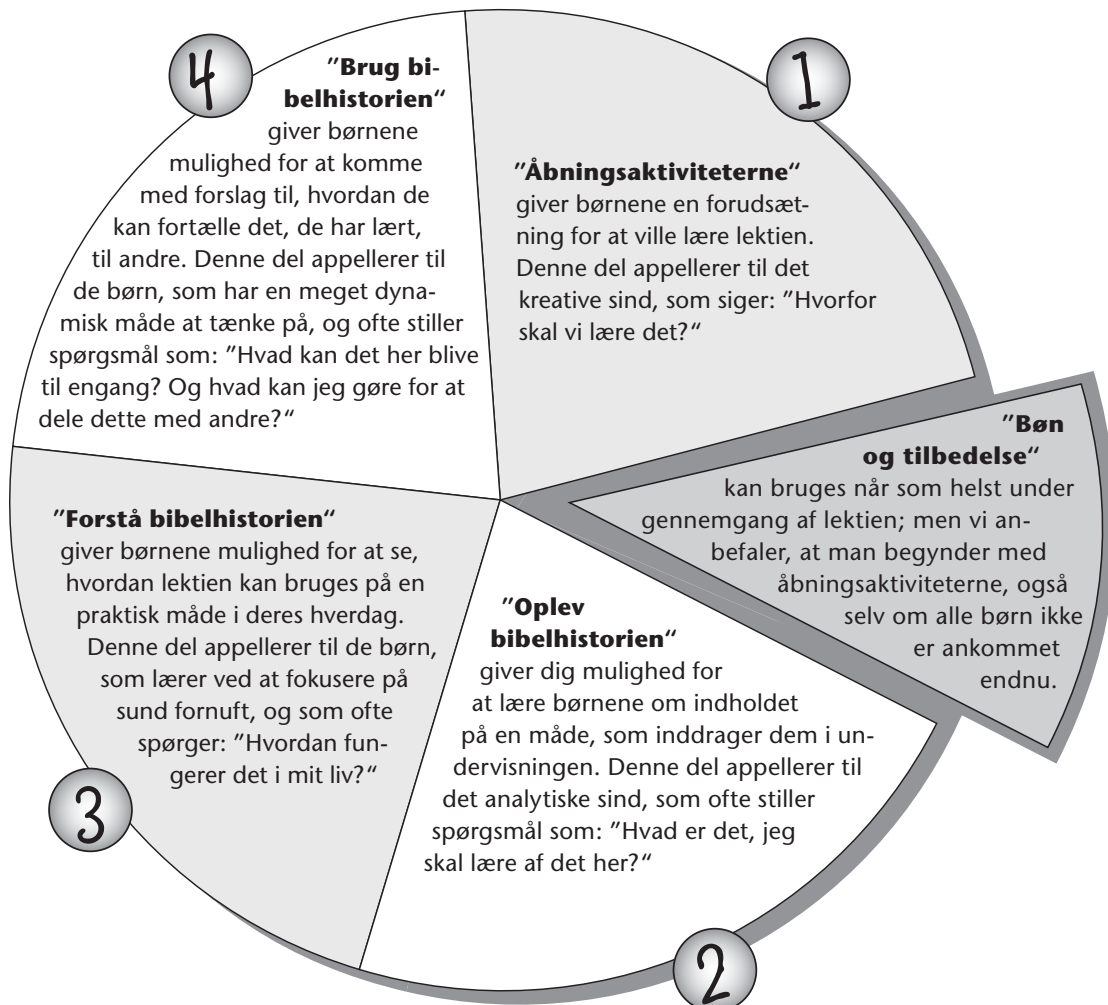 1
”Åbningsaktiviteterne“
giver børnene en forudsæt-
ning for at ville lære lektien.
Denne del appellerer til det
kreative sind, som siger: ”Hvorfor
skal vi lære det?“
”Bøn
og tilbedelse“
kan bruges når som helst under
gennemgang af lektien; men vi an-
befaler, at man begynder med
åbningsaktiviteterne, også
selv om alle børn ikke
er ankommet
endnu.
2
”Oplev
bibelhistorien“
giver dig mulighed for
at lære børnene om indholdet
på en måde, som inddrager dem i un-
dervisningen. Denne del appellerer til
det analytiske sind, som ofte stiller
spørgsmål som: ”Hvad er det, jeg
skal lære af det her?“
3
”Forstå bibelhistorien“
giver børnene mulighed for at se,
hvordan lektien kan bruges på en
praktisk måde i deres hverdag.
Denne del appellerer til de børn,
som lærer ved at fokusere på
sund fornuft, og som ofte
spørger: ”Hvordan fun-
gerer det i mit liv?“
4
”Brug bi-
belhistorien“
giver børnene
mulighed for at komme
med forslag til, hvordan de
kan fortælle det, de har lært,
til andre. Denne del appellerer til
de børn, som har en meget dyna-
misk måde at tænke på, og ofte stiller
spørgsmål som: ”Hvad kan det her blive
til engang? Og hvad kan jeg gøre for at
dele dette med andre?“